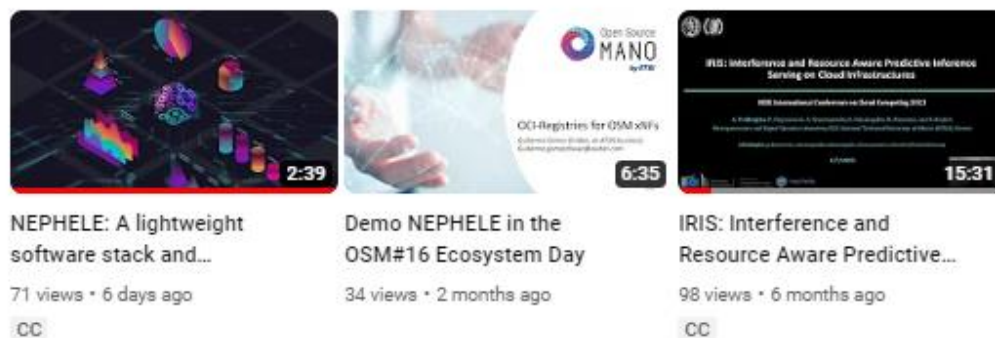 2:39
Open Source
MANO
by ETSI
OCI-Registries for OSM xNFs
6:35
IRIS: Interference and Resource Aware Predictive Inference
Serving on Cloud Infrastructures
IEEE International Conference on Cloud Computing 2023
15:31
NEPHELE: A lightweight
software stack and...
71 views • 6 days ago
CC
Demo NEPHELE in the
OSM#16 Ecosystem Day
34 views • 2 months ago
IRIS: Interference and
Resource Aware Predictive...
98 views • 6 months ago
CC